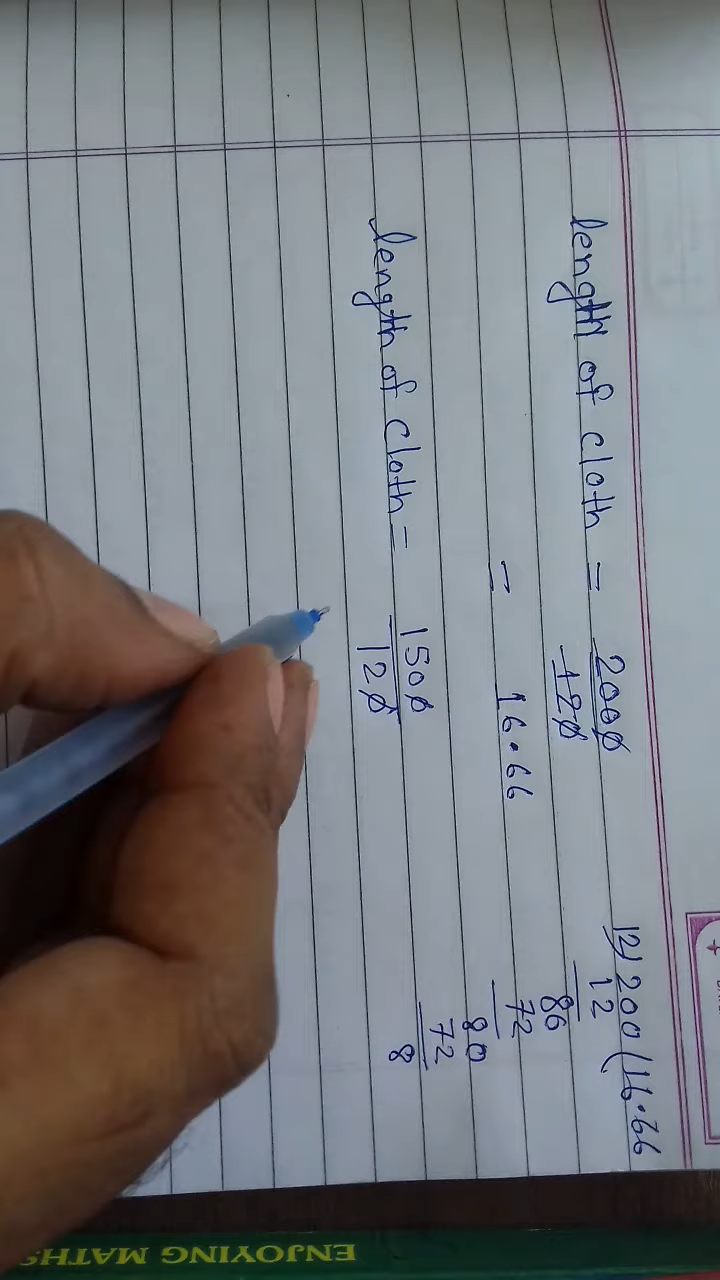 length of cloth = 2000
120
12) 200 (16.66
12
= 16.66
86
72
80
72
8
length of cloth = 1500
120
ENJOYING MATHS